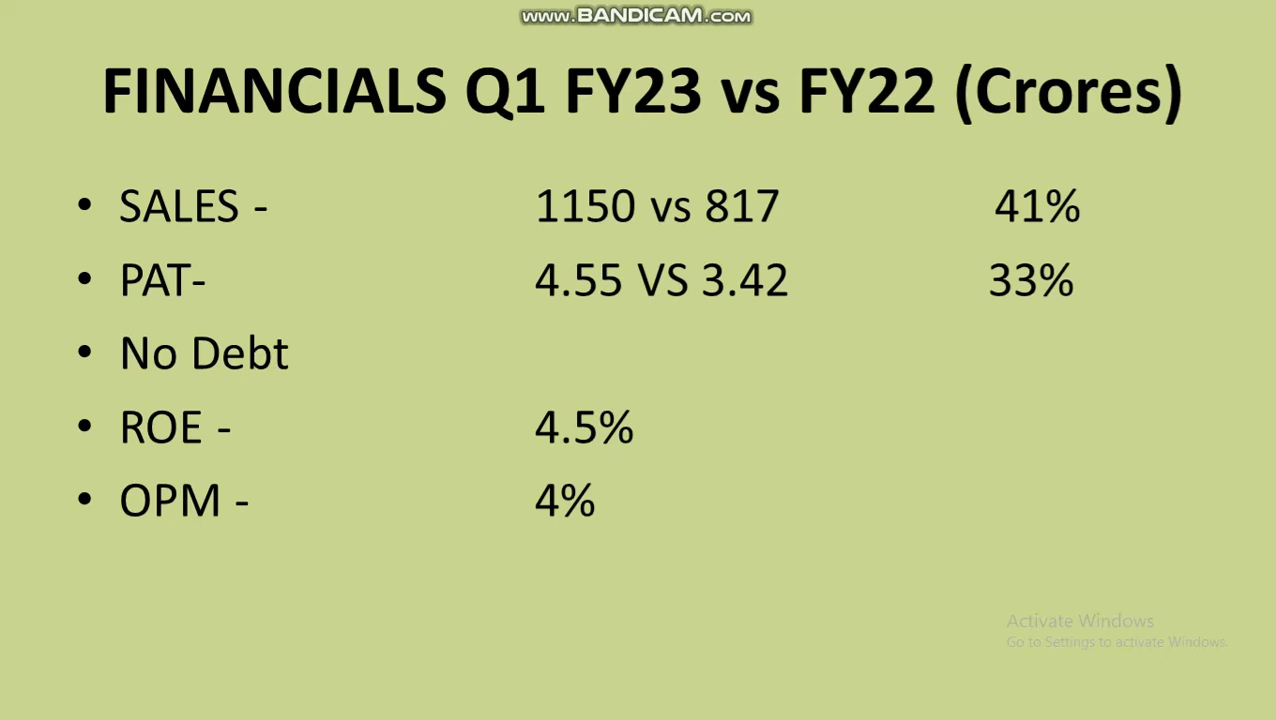 www.BANDICAM.com
FINANCIALS Q1 FY23 vs FY22 (Crores)
• SALES - 1150 vs 817 41%
• PAT- 4.55 VS 3.42 33%
• No Debt
• ROE - 4.5%
• OPM - 4%
Activate Windows
Go to Settings to activate Windows.